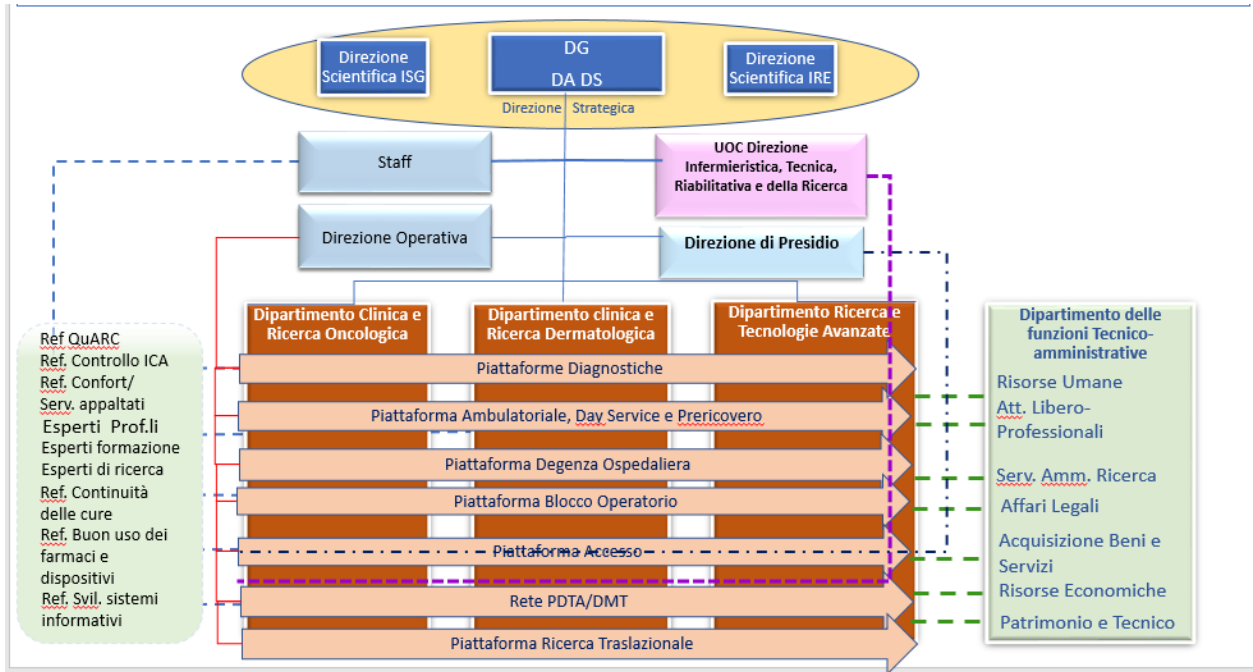 Direzione
Scientifica ISG
DG
DA DS
Direzione
Scientifica IRE
Direzione Strategica
Staff
UOC Direzione
Infermieristica, Tecnica,
Riabilitativa e della Ricerca
Direzione Operativa
Direzione di Presidio
Dipartimento Clinica e
Ricerca Oncologica
Dipartimento clinica e
Ricerca Dermatologica
Dipartimento Ricerca e
Tecnologie Avanzate
Dipartimento delle
funzioni Tecnico-
amministrative
Ref QuARC
Ref. Controllo ICA
Ref. Confort/
Serv. appaltati
Esperti Prof.li
Esperti formazione
Esperti di ricerca
Ref. Continuità
delle cure
Ref. Buon uso dei
farmaci e
dispositivi
Ref. Svil. sistemi
informativi
Piattaforme Diagnostiche
Piattaforma Ambulatoriale, Day Service e Prericovero
Piattaforma Degenza Ospedaliera
Piattaforma Blocco Operatorio
Piattaforma Accesso
Rete PDTA/DMT
Piattaforma Ricerca Traslazionale
Risorse Umane
Att. Libero-
Professionali
Serv. Amm. Ricerca
Affari Legali
Acquisizione Beni e
Servizi
Risorse Economiche
Patrimonio e Tecnico